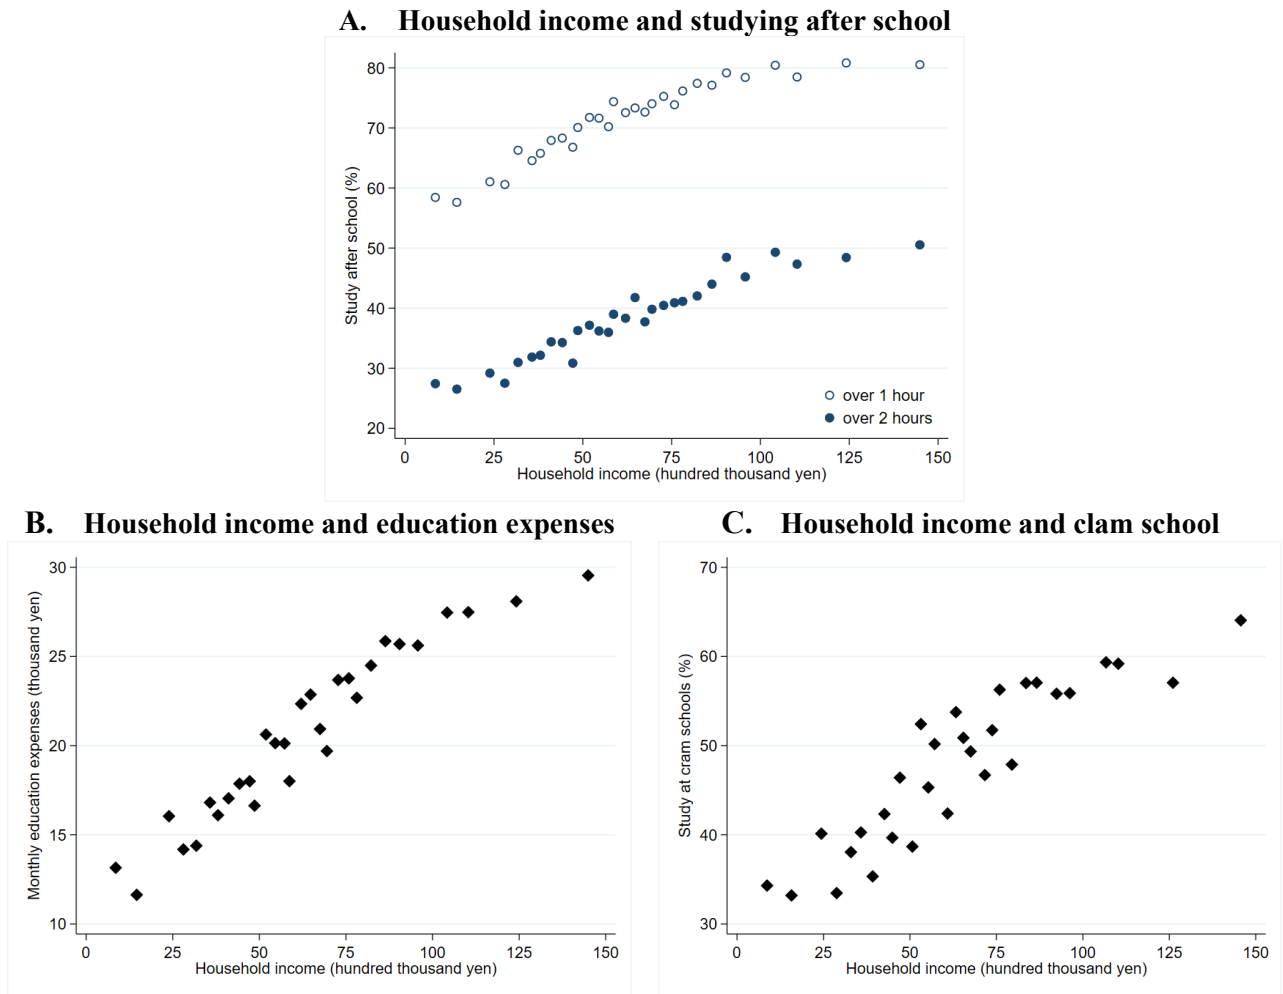 A. Household income and studying after school
Study after school (%)
80
70
60
50
40
30
20
over 1 hour
over 2 hours
0 25 50 75 100 125 150
Household income (hundred thousand yen)
B. Household income and education expenses
Monthly education expenses (thousand yen)
30
25
20
15
10
0 25 50 75 100 125 150
Household income (hundred thousand yen)
C. Household income and clam school
Study at cram schools (%)
70
60
50
40
30
0 25 50 75 100 125 150
Household income (hundred thousand yen)